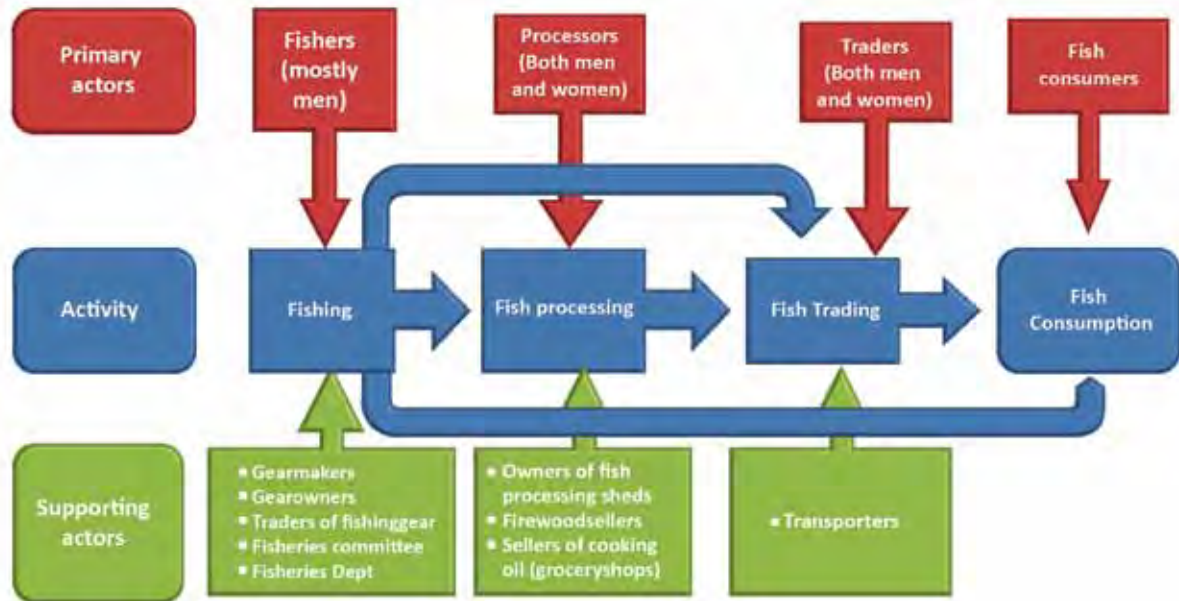 Primary
actors
Fishers
(mostly
men)
Processors
(Both men
and women)
Traders
(Both men
and women)
Fish
consumers
Activity
Fishing
Fish processing
Fish Trading
Fish
Consumption
Supporting
actors
▪ Gearmakers
▪ Gearowners
▪ Traders of fishinggear
▪ Fisheries committee
▪ Fisheries Dept
▪ Owners of fish
processing sheds
▪ Firewoodsellers
▪ Sellers of cooking
oil (groceryshops)
▪ Transporters